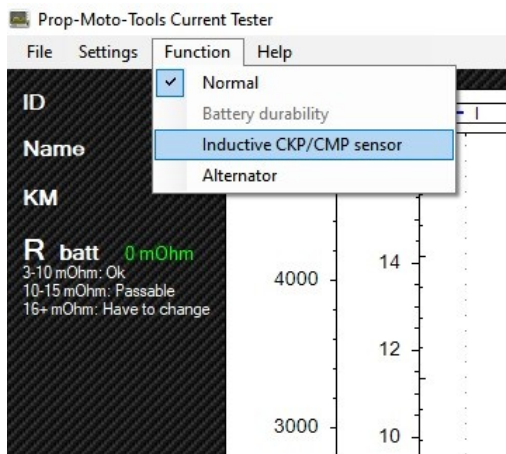 Prop-Moto-Tools Current Tester
File Settings Function Help
Normal
Battery durability
Inductive CKP/CMP sensor
Alternator
ID
Name
KM
R batt 0 mOhm
3-10 mOhm: Ok
10-15 mOhm: Passable
16+ mOhm: Have to change
I
4000
3000
14
12
10